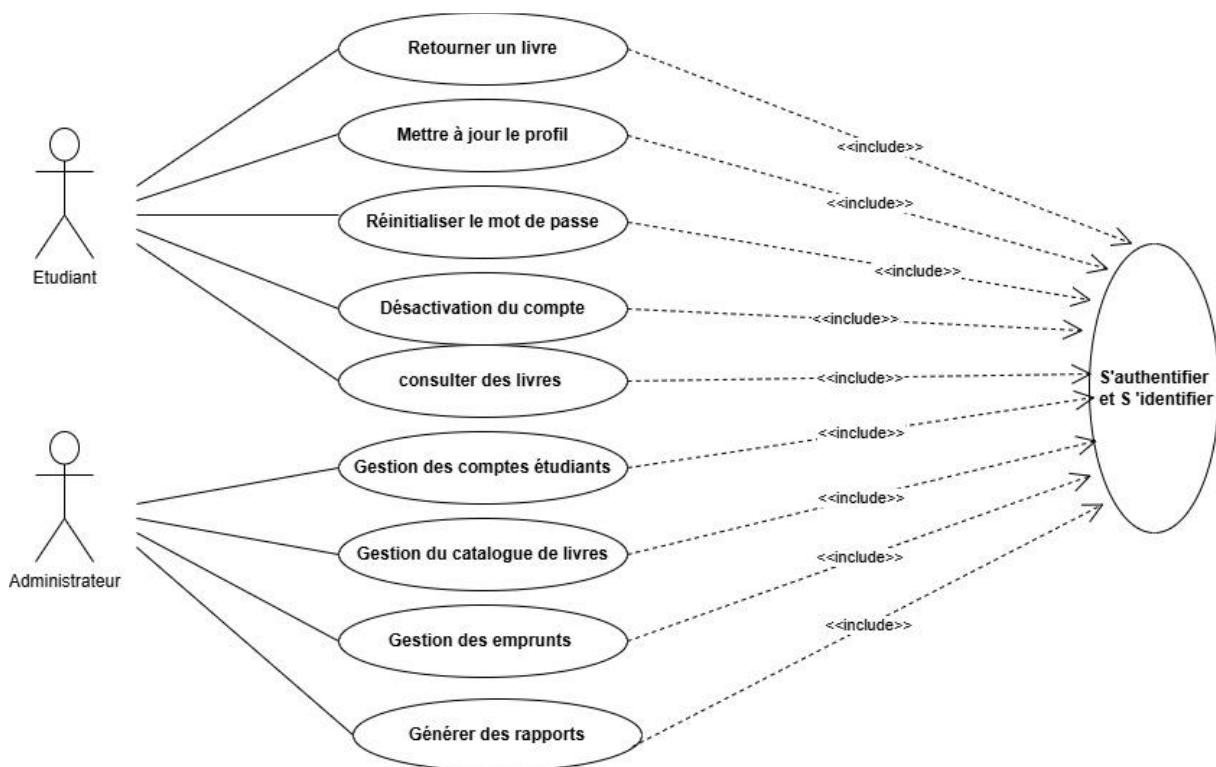 Retourner un livre
Mettre à jour le profil
Réinitialiser le mot de passe
Désactivation du compte
consulter des livres
Gestion des comptes étudiants
Gestion du catalogue de livres
Gestion des emprunts
Générer des rapports
Etudiant
Administrateur
<<include>>
<<include>>
<<include>>
<<include>>
<<include>>
<<include>>
<<include>>
<<include>>
<<include>>
S'authentifier
et S 'identifier